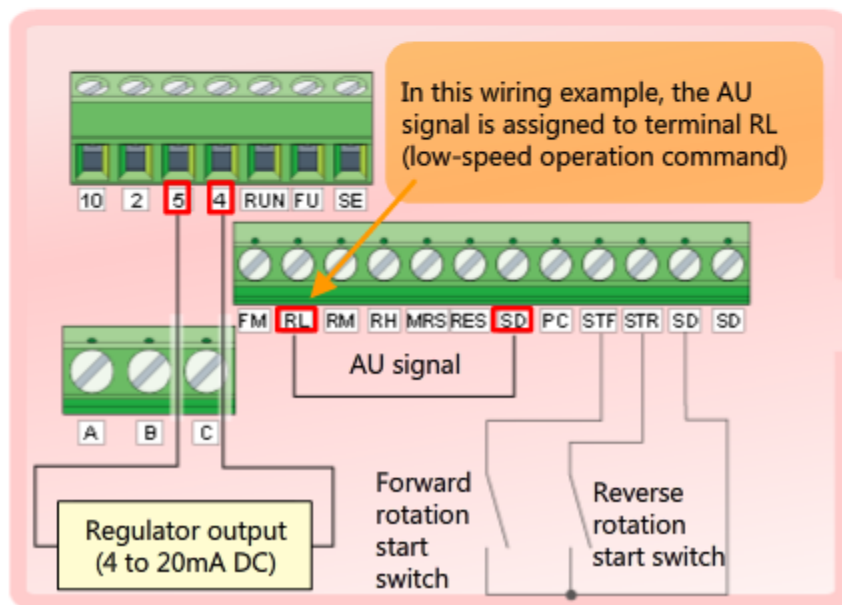 In this wiring example, the AU
signal is assigned to terminal RL
(low-speed operation command)
10 2 5 4 RUN FU SE
FM RL RM RH MRS RES SD PC STF STR SD SD
AU signal
A B C
Regulator output
(4 to 20mA DC)
Forward
rotation
start
switch
Reverse
rotation
start switch